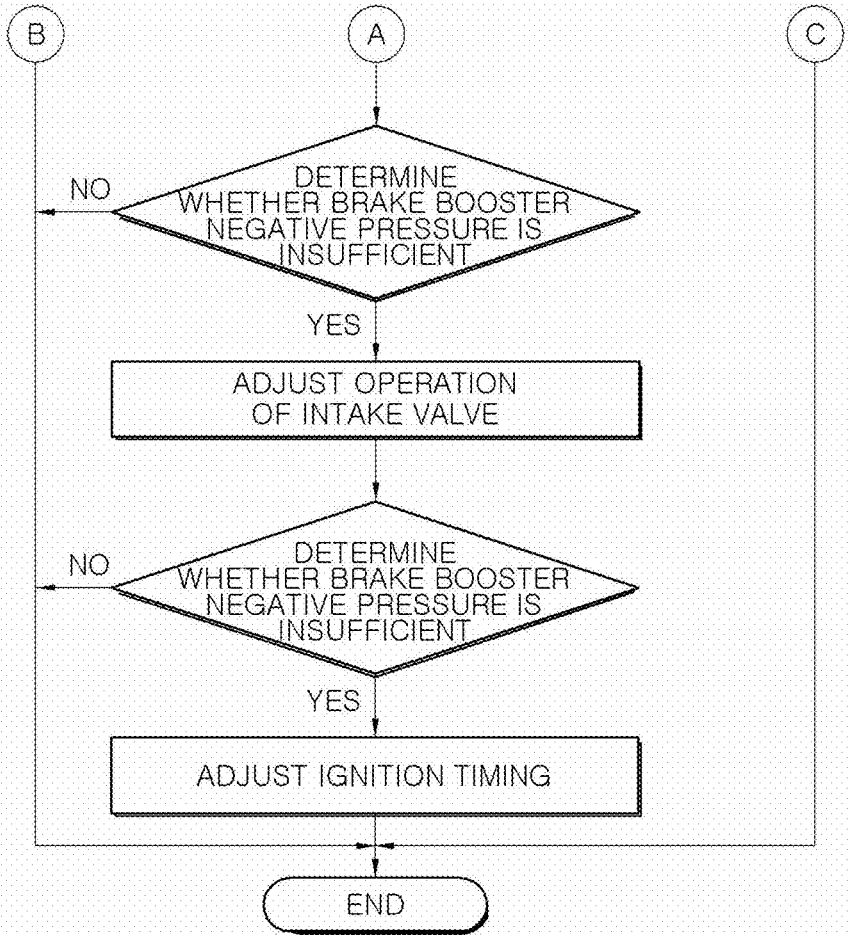 B
A
C
DETERMINE
WHETHER BRAKE BOOSTER
NEGATIVE PRESSURE IS
INSUFFICIENT
NO
YES
ADJUST OPERATION
OF INTAKE VALVE
DETERMINE
WHETHER BRAKE BOOSTER
NEGATIVE PRESSURE IS
INSUFFICIENT
NO
YES
ADJUST IGNITION TIMING
END